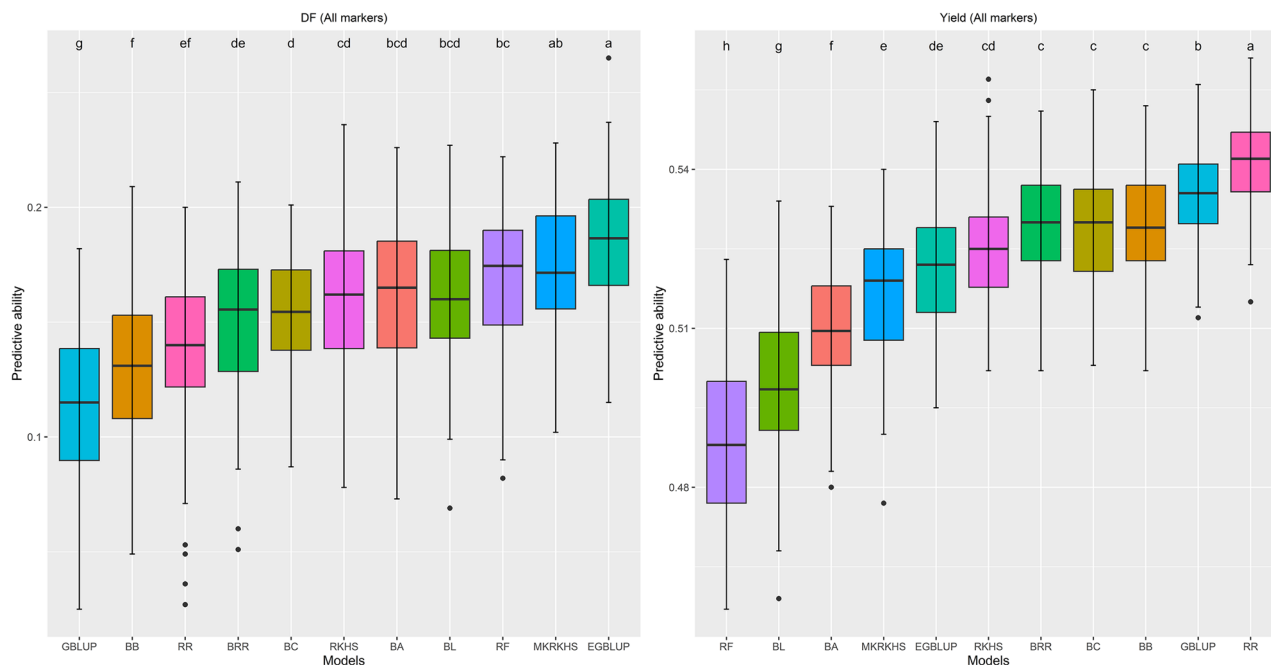 DF (All markers)
g f ef de d cd bcd bcd bc ab a
0.2
0.1
Predictive ability
GBLUP BB RR BRR BC RKHS BA BL RF MKRKHS EGBLUP
Models
Yield (All markers)
h g f e de cd c c c b a
0.54
0.51
0.48
Predictive ability
RF BL BA MKRKHS EGBLUP RKHS BRR BC BB GBLUP RR
Models